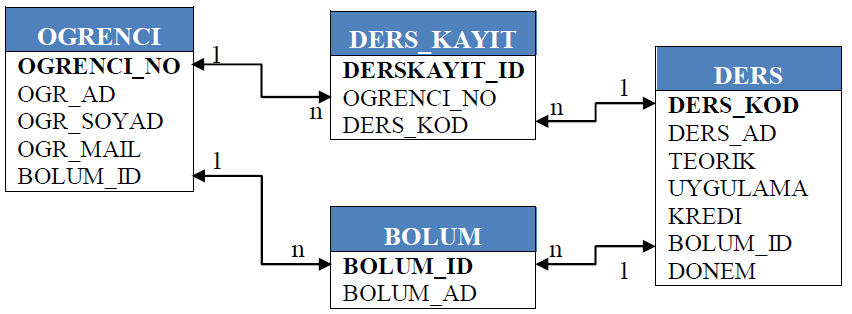 OGRENCI
OGRENCI_NO
OGR_AD
OGR_SOYAD
OGR_MAIL
BOLUM_ID
1
n
1
n
DERS_KAYIT
DERSKAYIT_ID
OGRENCI_NO
DERS_KOD
n
1
BOLUM
BOLUM_ID
BOLUM_AD
n
1
DERS
DERS_KOD
DERS_AD
TEORIK
UYGULAMA
KREDI
BOLUM_ID
DONEM